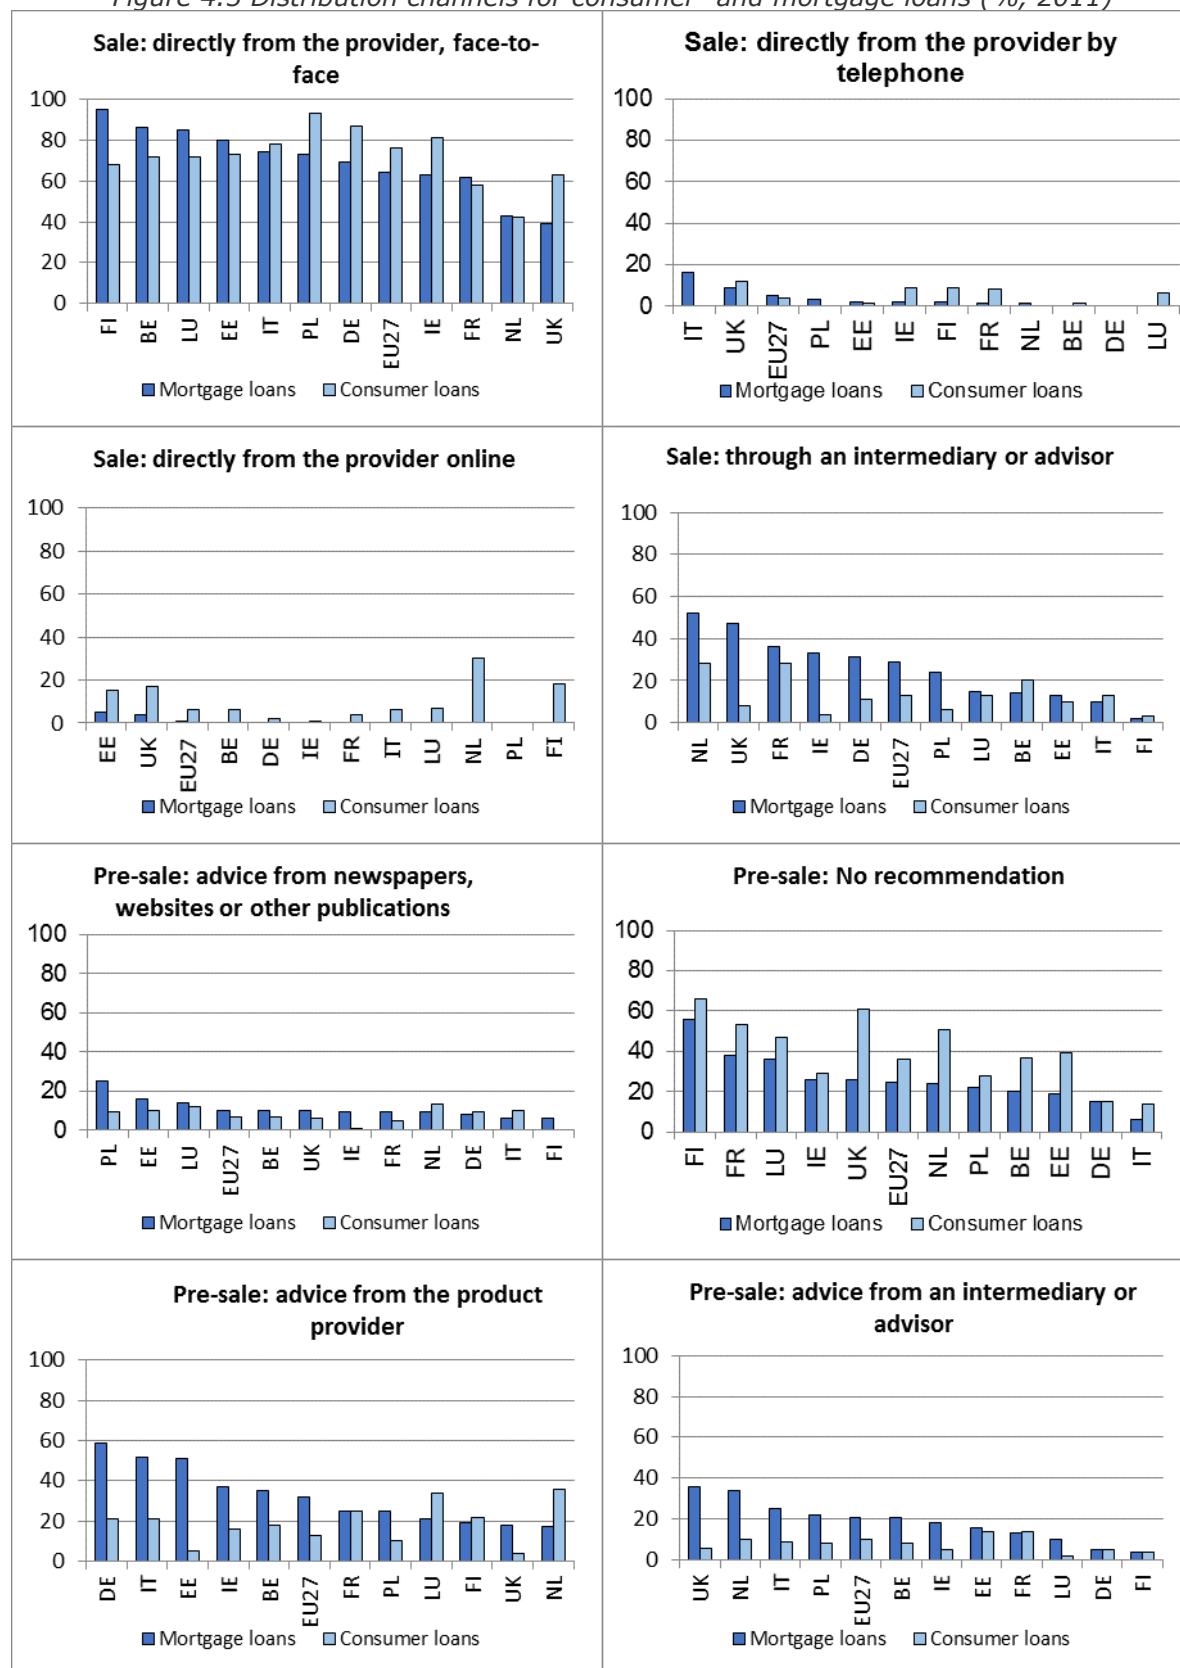 Figure 4.3 Distribution channels for consumer and mortgage loans (%, 2011)
Sale: directly from the provider, face-to-
face
100
80
60
40
20
0
FI BE LU EE IT PL DE EU27 IE FR NL UK
Mortgage loans Consumer loans
Sale: directly from the provider by
telephone
100
80
60
40
20
0
IT UK EU27 PL EE IE FI FR NL BE DE LU
Mortgage loans Consumer loans
Sale: directly from the provider online
100
80
60
40
20
0
EE UK EU27 BE DE IE FR IT LU NL PL FI
Mortgage loans Consumer loans
Sale: through an intermediary or advisor
100
80
60
40
20
0
NL UK FR IE DE EU27 PL LU BE EE IT FI
Mortgage loans Consumer loans
Pre-sale: advice from newspapers,
websites or other publications
100
80
60
40
20
0
PL EE LU EU27 BE UK IE FR NL DE IT FI
Mortgage loans Consumer loans
Pre-sale: No recommendation
100
80
60
40
20
0
FI FR LU IE UK EU27 NL PL BE EE DE IT
Mortgage loans Consumer loans
Pre-sale: advice from the product
provider
100
80
60
40
20
0
DE IT EE IE BE EU27 FR PL LU FI UK NL
Mortgage loans Consumer loans
Pre-sale: advice from an intermediary or
advisor
100
80
60
40
20
0
UK NL IT PL EU27 BE IE EE FR LU DE FI
Mortgage loans Consumer loans